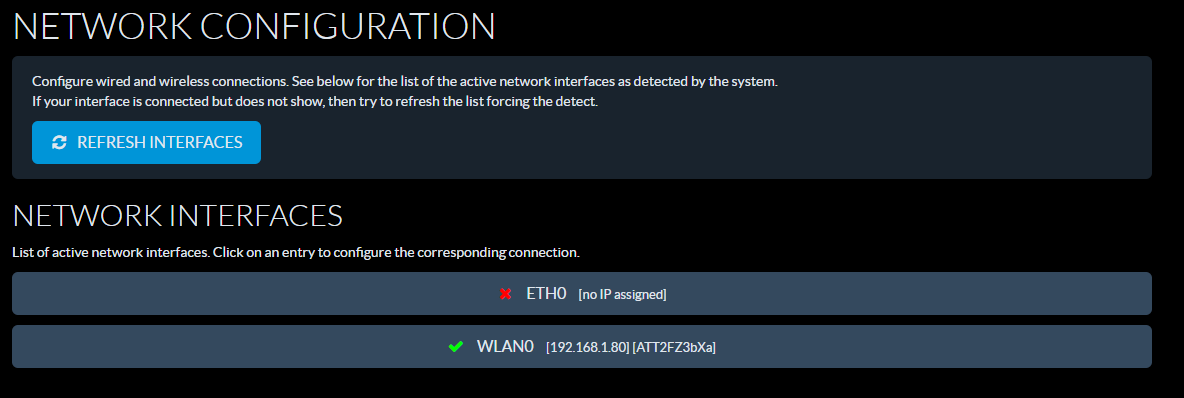 NETWORK CONFIGURATION
Configure wired and wireless connections. See below for the list of the active network interfaces as detected by the system.
If your interface is connected but does not show, then try to refresh the list forcing the detect.
REFRESH INTERFACES
NETWORK INTERFACES
List of active network interfaces. Click on an entry to configure the corresponding connection.
ETH0 [no IP assigned]
WLAN0 [192.168.1.80] [ATT2FZ3bXa]